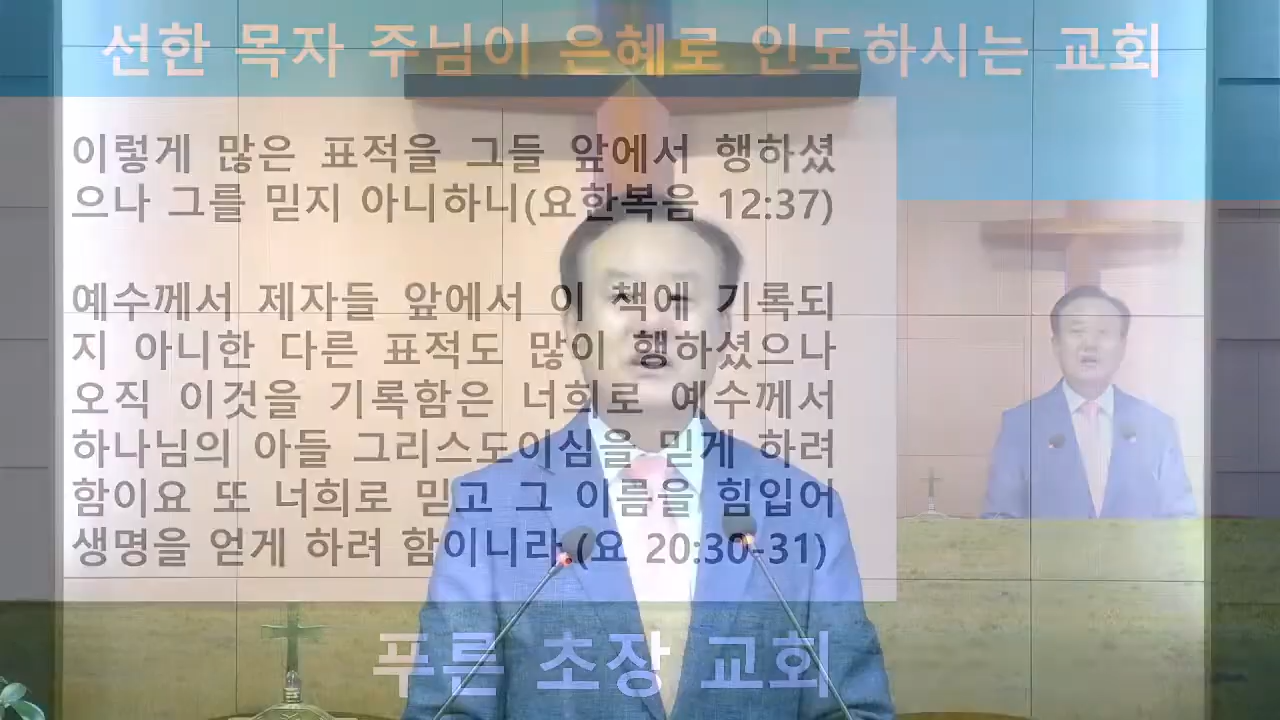 선한 목자 주님이 은혜로 인도하시는 교회
이렇게 많은 표적을 그들 앞에서 행하셨
으나 그를 믿지 아니하니(요한복음 12:37)
예수께서 제자들 앞에서 이 책에 기록되
지 아니한 다른 표적도 많이 행하셨으나
오직 이것을 기록함은 너희로 예수께서
하나님의 아들 그리스도이심을 믿게 하려
함이요 또 너희로 믿고 그 이름을 힘입어
생명을 얻게 하려 함이니라 (요 20:30-31)
푸른 초장 교회